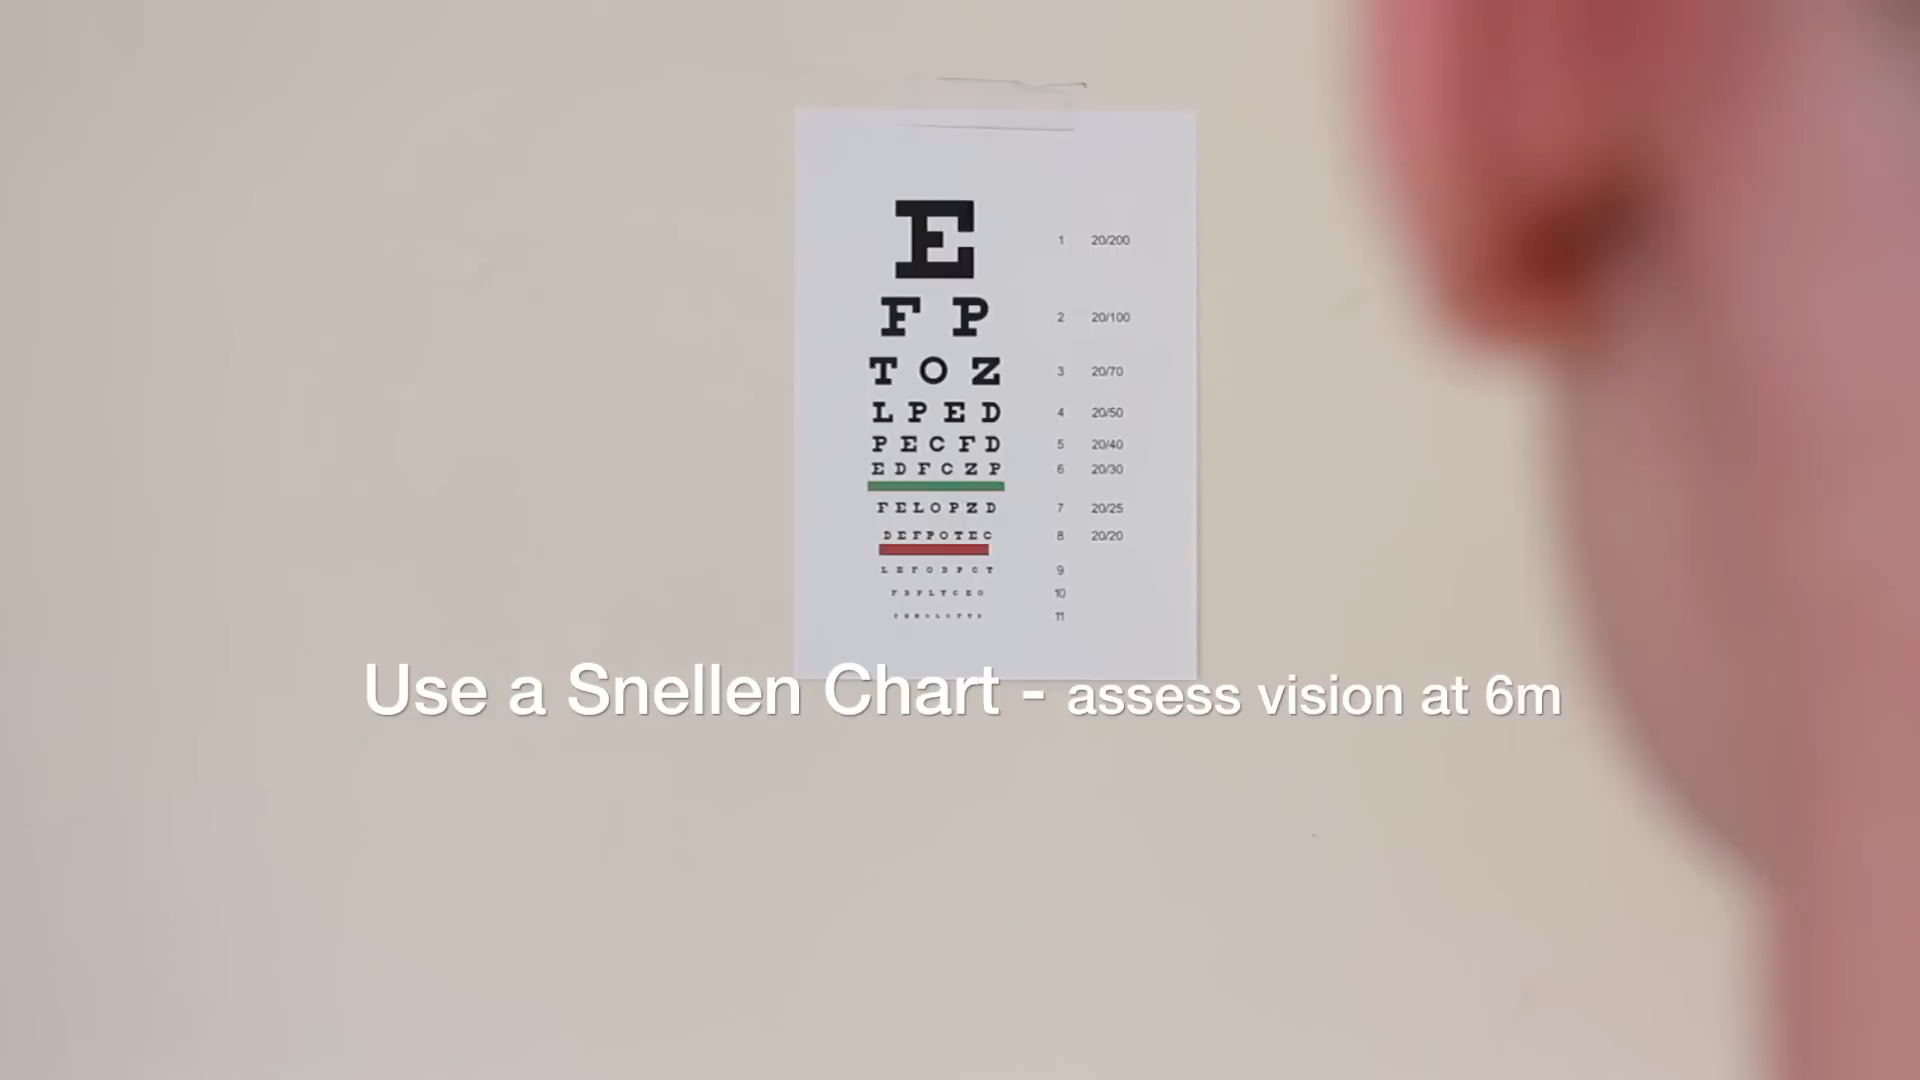 E 1 20/200
F P 2 20/100
T O Z 3 20/70
L P E D 4 20/50
P E C F D 5 20/40
E D F C Z P 6 20/30
F E L O P Z D 7 20/25
D E F P O T E C 8 20/20
9
10
11
Use a Snellen Chart - assess vision at 6m